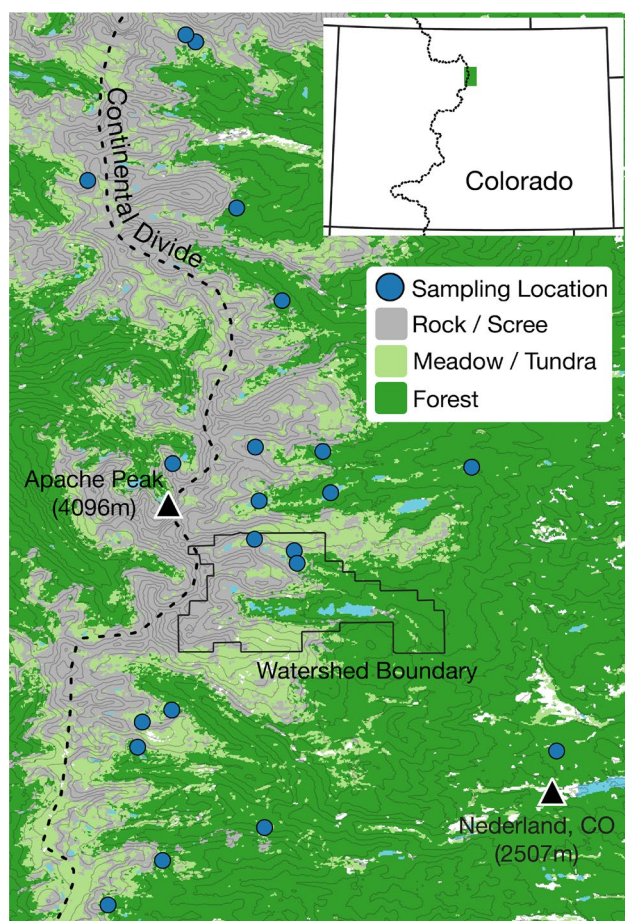 Continental Divide
Colorado
Sampling Location
Rock / Scree
Meadow / Tundra
Forest
Apache Peak
(4096m)
Watershed Boundary
Nederland, CO
(2507m)